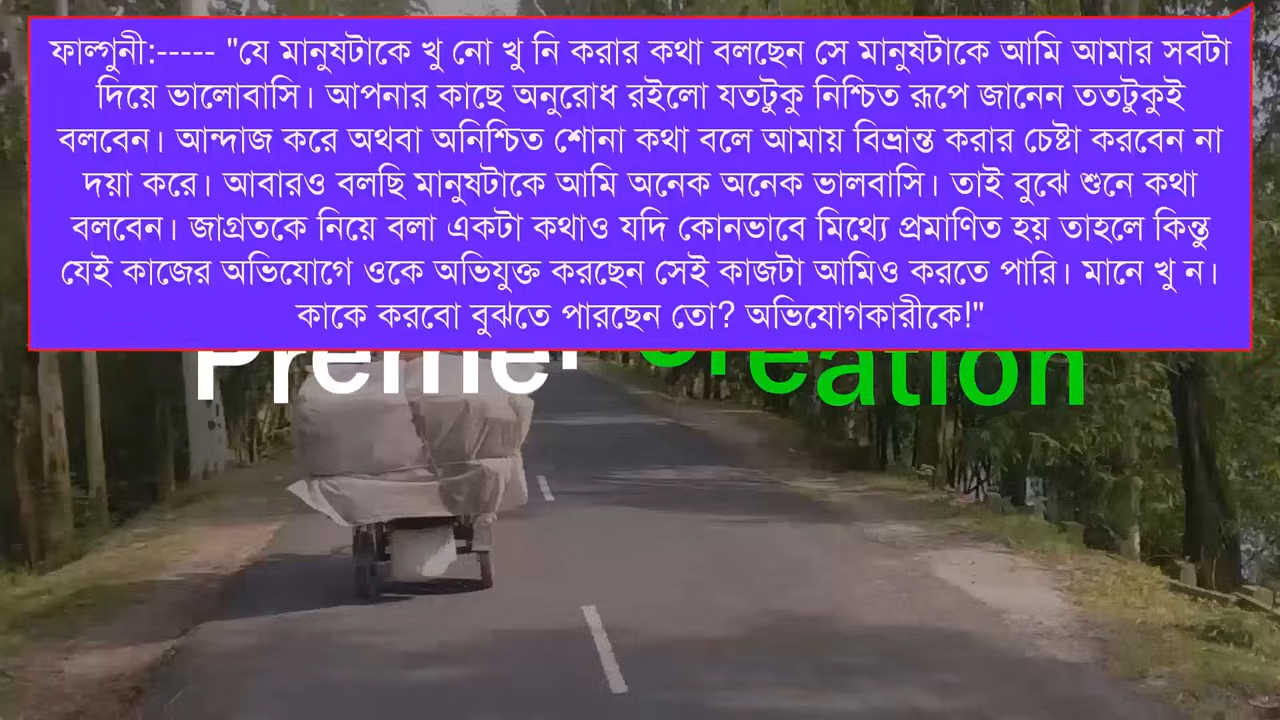 ফাল্গুনী:----- "যে মানুষটাকে খু নো খু নি করার কথা বলছেন সে মানুষটাকে আমি আমার সবটা
দিয়ে ভালোবাসি। আপনার কাছে অনুরোধ রইলো যতটুকু নিশ্চিত রূপে জানেন ততটুকুই
বলবেন। আন্দাজ করে অথবা অনিশ্চিত শোনা কথা বলে আমায় বিভ্রান্ত করার চেষ্টা করবেন না
দয়া করে। আবারও বলছি মানুষটাকে আমি অনেক অনেক ভালবাসি। তাই বুঝে শুনে কথা
বলবেন। জাগ্রতকে নিয়ে বলা একটা কথাও যদি কোনভাবে মিথ্যে প্রমাণিত হয় তাহলে কিন্তু
যেই কাজের অভিযোগে ওকে অভিযুক্ত করছেন সেই কাজটা আমিও করতে পারি। মানে খু ন।
কাকে করবো বুঝতে পারছেন তো? অভিযোগকারীকে!"
Premer Creation